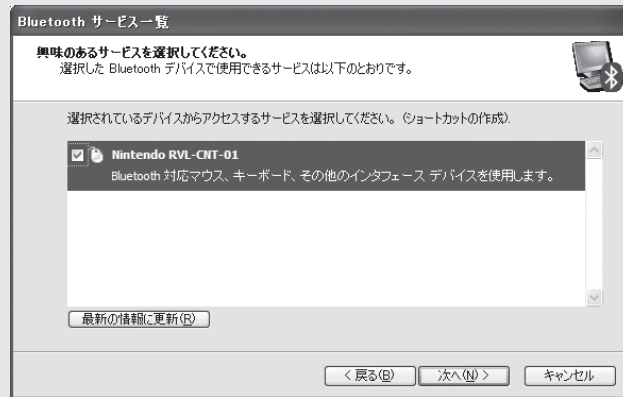 Bluetooth サービス一覧
興味のあるサービスを選択してください。
選択した Bluetooth デバイスで使用できるサービスは以下のとおりです。
選択されているデバイスからアクセスするサービスを選択してください。(ショートカットの作成).
Nintendo RVL-CNT-01
Bluetooth 対応マウス、キーボード、その他のインタフェース デバイスを使用します。
最新の情報に更新(R)
< 戻る(B) 次へ(N) > キャンセル